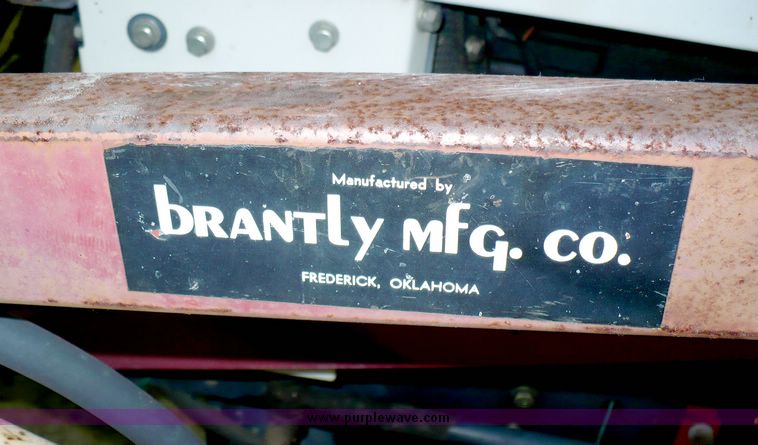 Manufactured by
bRANTly Mfg. CO.
FREDERICK, OKLAHOMA
www.purplewave.com